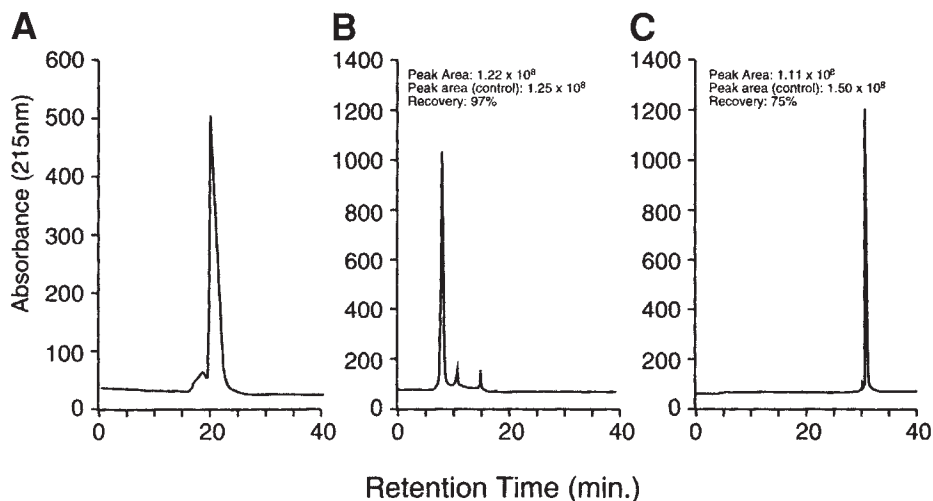 A
B
C
600
500
400
300
200
100
0
0
20
40
Absorbance (215nm)
1400
1200
1000
800
600
400
200
0
0
20
40
Peak Area: 1.22 x 10⁸
Peak area (control): 1.25 x 10⁸
Recovery: 97%
1400
1200
1000
800
600
400
200
0
0
20
40
Peak Area: 1.11 x 10⁸
Peak area (control): 1.50 x 10⁸
Recovery: 75%
Retention Time (min.)